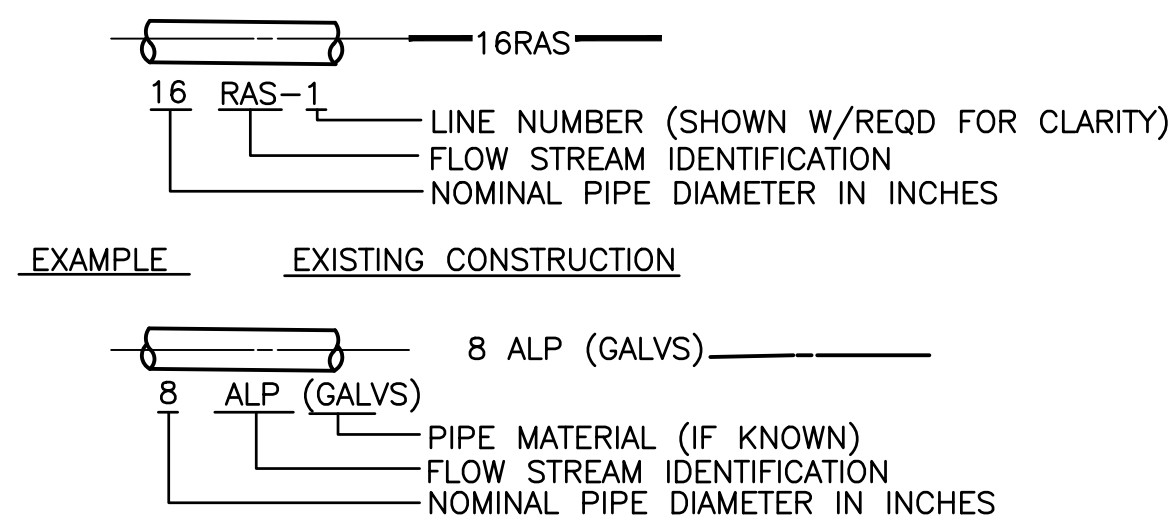 16RAS
16 RAS-1
LINE NUMBER (SHOWN W/REQD FOR CLARITY)
FLOW STREAM IDENTIFICATION
NOMINAL PIPE DIAMETER IN INCHES
EXAMPLE EXISTING CONSTRUCTION
8 ALP (GALVS)
8 ALP (GALVS)
PIPE MATERIAL (IF KNOWN)
FLOW STREAM IDENTIFICATION
NOMINAL PIPE DIAMETER IN INCHES